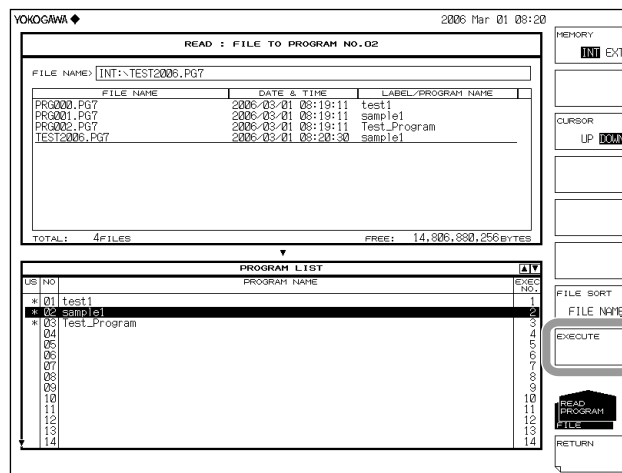 YOKOGAWA ◆ 2006 Mar 01 08:20
READ : FILE TO PROGRAM NO.02
FILE NAME> INT:\TEST2006.PG7
FILE NAME DATE & TIME LABEL/PROGRAM NAME
PRG000.PG7 2006/03/01 08:19:11 test1
PRG001.PG7 2006/03/01 08:19:11 sample1
PRG002.PG7 2006/03/01 08:19:11 Test_Program
TEST2006.PG7 2006/03/01 08:20:30 sample1
TOTAL: 4FILES FREE: 14,806,880,256BYTES
PROGRAM LIST
US NO PROGRAM NAME EXEC NO.
* 01 test1 1
* 02 sample1 2
* 03 Test_Program 3
04 4
05 5
06 6
07 7
08 8
09 9
10 10
11 11
12 12
13 13
14 14
MEMORY
INT EXT
CURSOR
UP DOWN
FILE SORT
FILE NAME
EXECUTE
READ
PROGRAM
FILE
RETURN